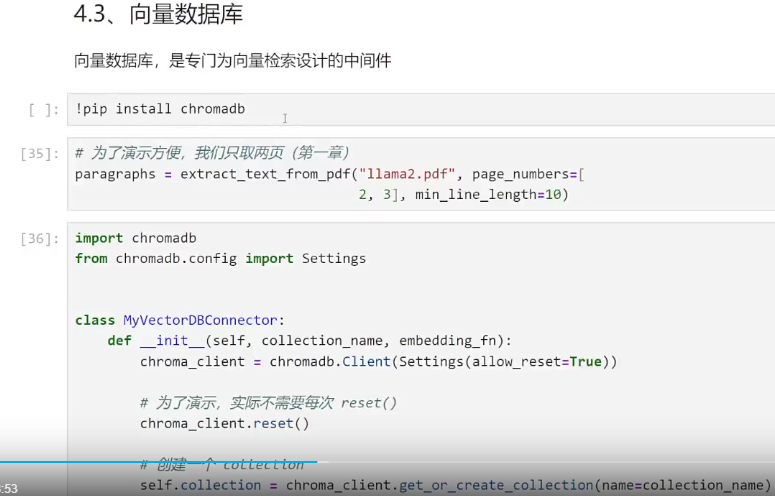 4.3、向量数据库
向量数据库，是专门为向量检索设计的中间件
[ ]:
!pip install chromadb
[35]:
# 为了演示方便，我们只取两页（第一章）
paragraphs = extract_text_from_pdf("llama2.pdf", page_numbers=[
2, 3], min_line_length=10)
[36]:
import chromadb
from chromadb.config import Settings
class MyVectorDBConnector:
def __init__(self, collection_name, embedding_fn):
chroma_client = chromadb.Client(Settings(allow_reset=True))
# 为了演示，实际不需要每次 reset()
chroma_client.reset()
# 创建一个 collection
self.collection = chroma_client.get_or_create_collection(name=collection_name)
:53